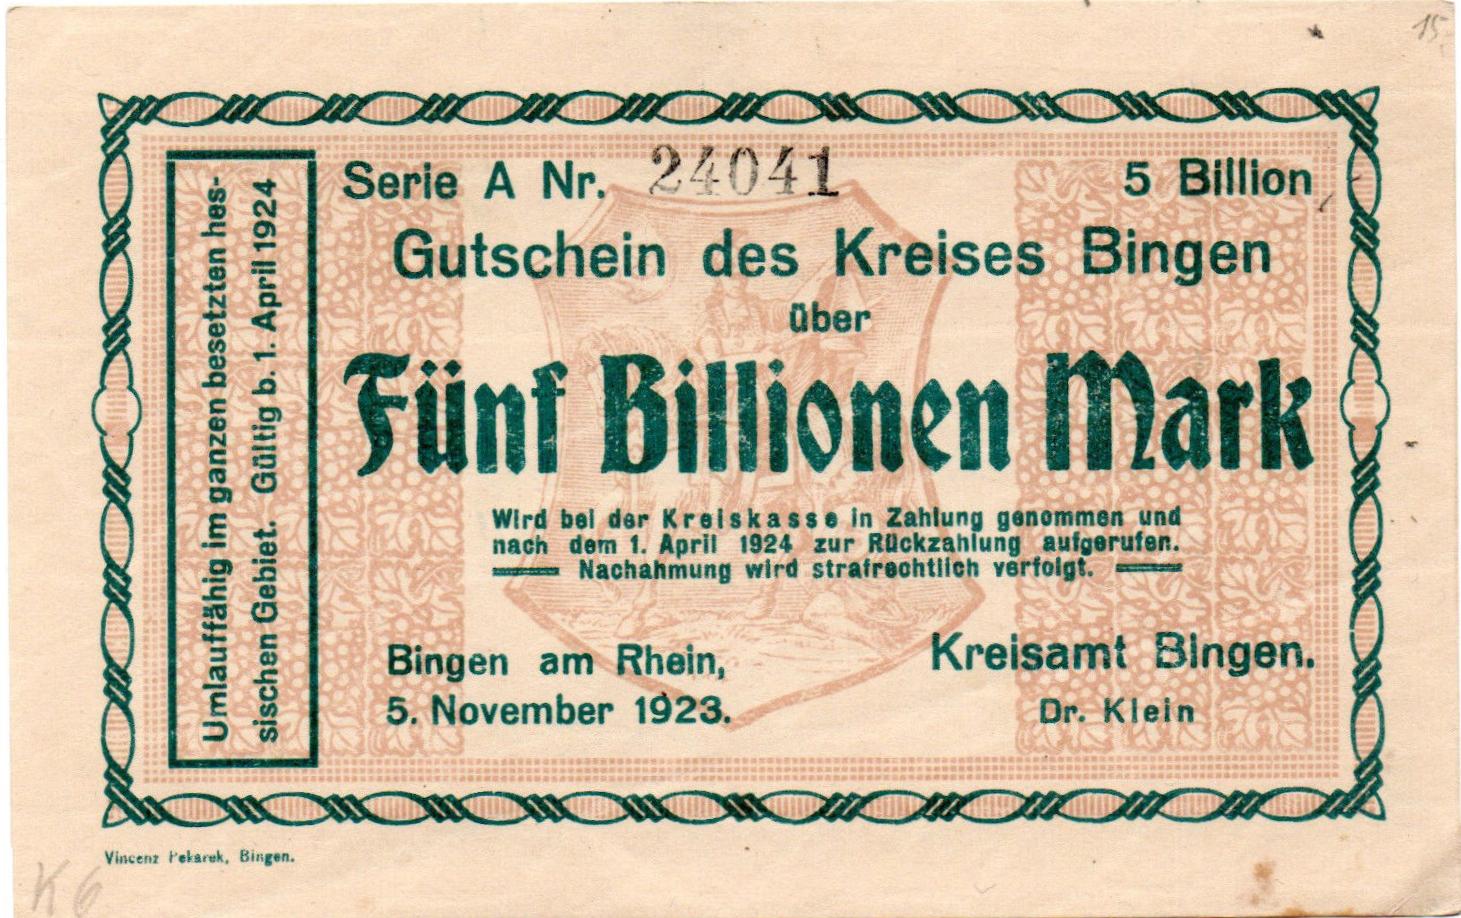 15.
Serie A Nr. 24041
5 Billion
Gutschein des Kreises Bingen
über
Fünf Billionen Mark
Wird bei der Kreiskasse in Zahlung genommen und
nach dem 1. April 1924 zur Rückzahlung aufgerufen.
Nachahmung wird strafrechtlich verfolgt.
Bingen am Rhein,
5. November 1923.
Kreisamt Bingen.
Dr. Klein
Umlauffähig im ganzen besetzten hes-
sischen Gebiet. Gültig b. 1. April 1924
Vincenz Pekarek, Bingen.
K 6